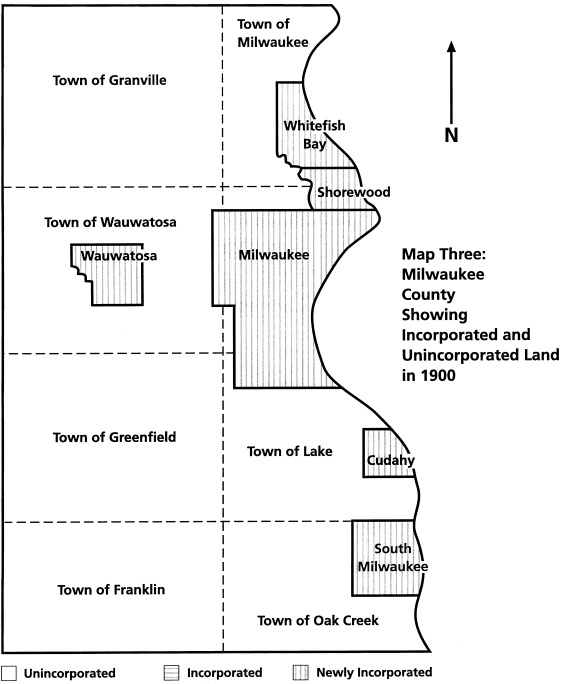 Town of
Milwaukee
Town of Granville
Whitefish
Bay
Shorewood
Town of Wauwatosa
Wauwatosa
Milwaukee
N
Map Three:
Milwaukee
County
Showing
Incorporated and
Unincorporated Land
in 1900
Town of Greenfield
Town of Lake
Cudahy
South
Milwaukee
Town of Franklin
Town of Oak Creek
Unincorporated
Incorporated
Newly Incorporated